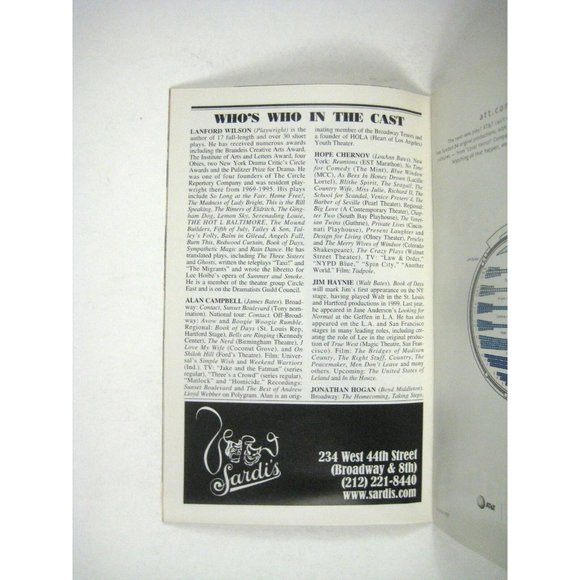 WHO'S WHO IN THE CAST
LANFORD WILSON (Playwright) is the
author of 17 full-length and over 30 short
plays. He has received numerous awards
including the Brandeis Creative Arts Award,
The Institute of Arts and Letters Award, four
Obies, two New York Drama Critic's Circle
Awards and the Pulitzer Prize for Drama. He
was one of four founders of The Circle
Repertory Company and was resident play-
wright there from 1969-1995. His plays
include So Long at the Fair, Home Free!,
The Madness of Lady Bright, This is the Rill
Speaking, The Rimers of Eldritch, The Gin-
gham Dog, Lemon Sky, Serenading Louie,
THE HOT L BALTIMORE, The Mound
Builders, Fifth of July, Talley & Son, Tal-
ley's Folly, Balm in Gilead, Angels Fall,
Burn This, Redwood Curtain, Book of Days,
Sympathetic Magic and Rain Dance. He has
translated plays, including The Three Sisters
and Ghosts, written the teleplays "Taxi!" and
"The Migrants" and wrote the libretto for
Lee Hoibe's opera of Summer and Smoke.
He is a member of the theatre group Circle
East and is on the Dramatists Guild Council.
ALAN CAMPBELL (James Bates). Broad-
way: Contact, Sunset Boulevard (Tony nom-
ination). National tour: Contact. Off-Broad-
way: Avow and Boogie Woogie Rumble.
Regional: Book of Days (St. Louis Rep,
Hartford Stage), Bells are Ringing (Kennedy
Center), The Nerd (Birmingham Theatre), I
Love My Wife (Coconut Grove), and On
Shiloh Hill (Ford's Theatre). Film: Univer-
sal's Simple Wish and Weekend Warriors
(Ind.). TV: "Jake and the Fatman" (series
regular), "Three's a Crowd" (series regular),
"Matlock" and "Homicide." Recordings:
Sunset Boulevard and The Best of Andrew
Lloyd Webber on Polygram. Alan is an orig-
inating member of the Broadway Tenors and
a founder of HOLA (Heart of Los Angeles)
Youth Theater.
HOPE CHERNOV (LouAnn Bates). New
York: Reunions (EST Marathon), No Time
for Comedy (The Mint), Blue Window
(MCC), As Bees In Honey Drown (Lucille
Lortel), Blithe Spirit, The Seagull, The
Country Wife, Miss Julie, Richard II, The
School for Scandal, Venice Preserv'd, The
Barber of Seville (Pearl Theater). Regional:
Big Love (A Contemporary Theatre), Chap-
ter Two (South Bay Playhouse), The Vene-
tian Twins (Guthrie), Private Lives (Cincin-
nati Playhouse), Present Laughter and
Design for Living (Olney Theatre), Pericles
and The Merry Wives of Windsor (Colorado
Shakespeare), The Crazy Plays (Walnut
Street Theater). TV: "Law & Order,"
"NYPD Blue," "Spin City," "Another
World." Film: Tadpole.
JIM HAYNIE (Walt Bates). Book of Days
will mark Jim's first appearance on the NY
stage, having played Walt in the St. Louis
and Hartford productions in 1999. Last year,
he appeared in Jane Anderson's Looking for
Normal at the Geffen in L.A. He has also
appeared on the L.A. and San Francisco
stages in many leading roles, including cre-
ating the role of Lee in the original produc-
tion of True West (Magic Theatre, San Fran-
cisco). Film: The Bridges of Madison
County, The Right Stuff, Country, The
Peacemaker, Men Don't Leave and many
others. Upcoming: The United States of
Leland and In the Houze.
JONATHAN HOGAN (Boyd Middleton).
Broadway: The Homecoming, Taking Steps,
Sardi's
234 West 44th Street
(Broadway & 8th)
(212) 221-8440
www.sardis.com
art.co
AT&T